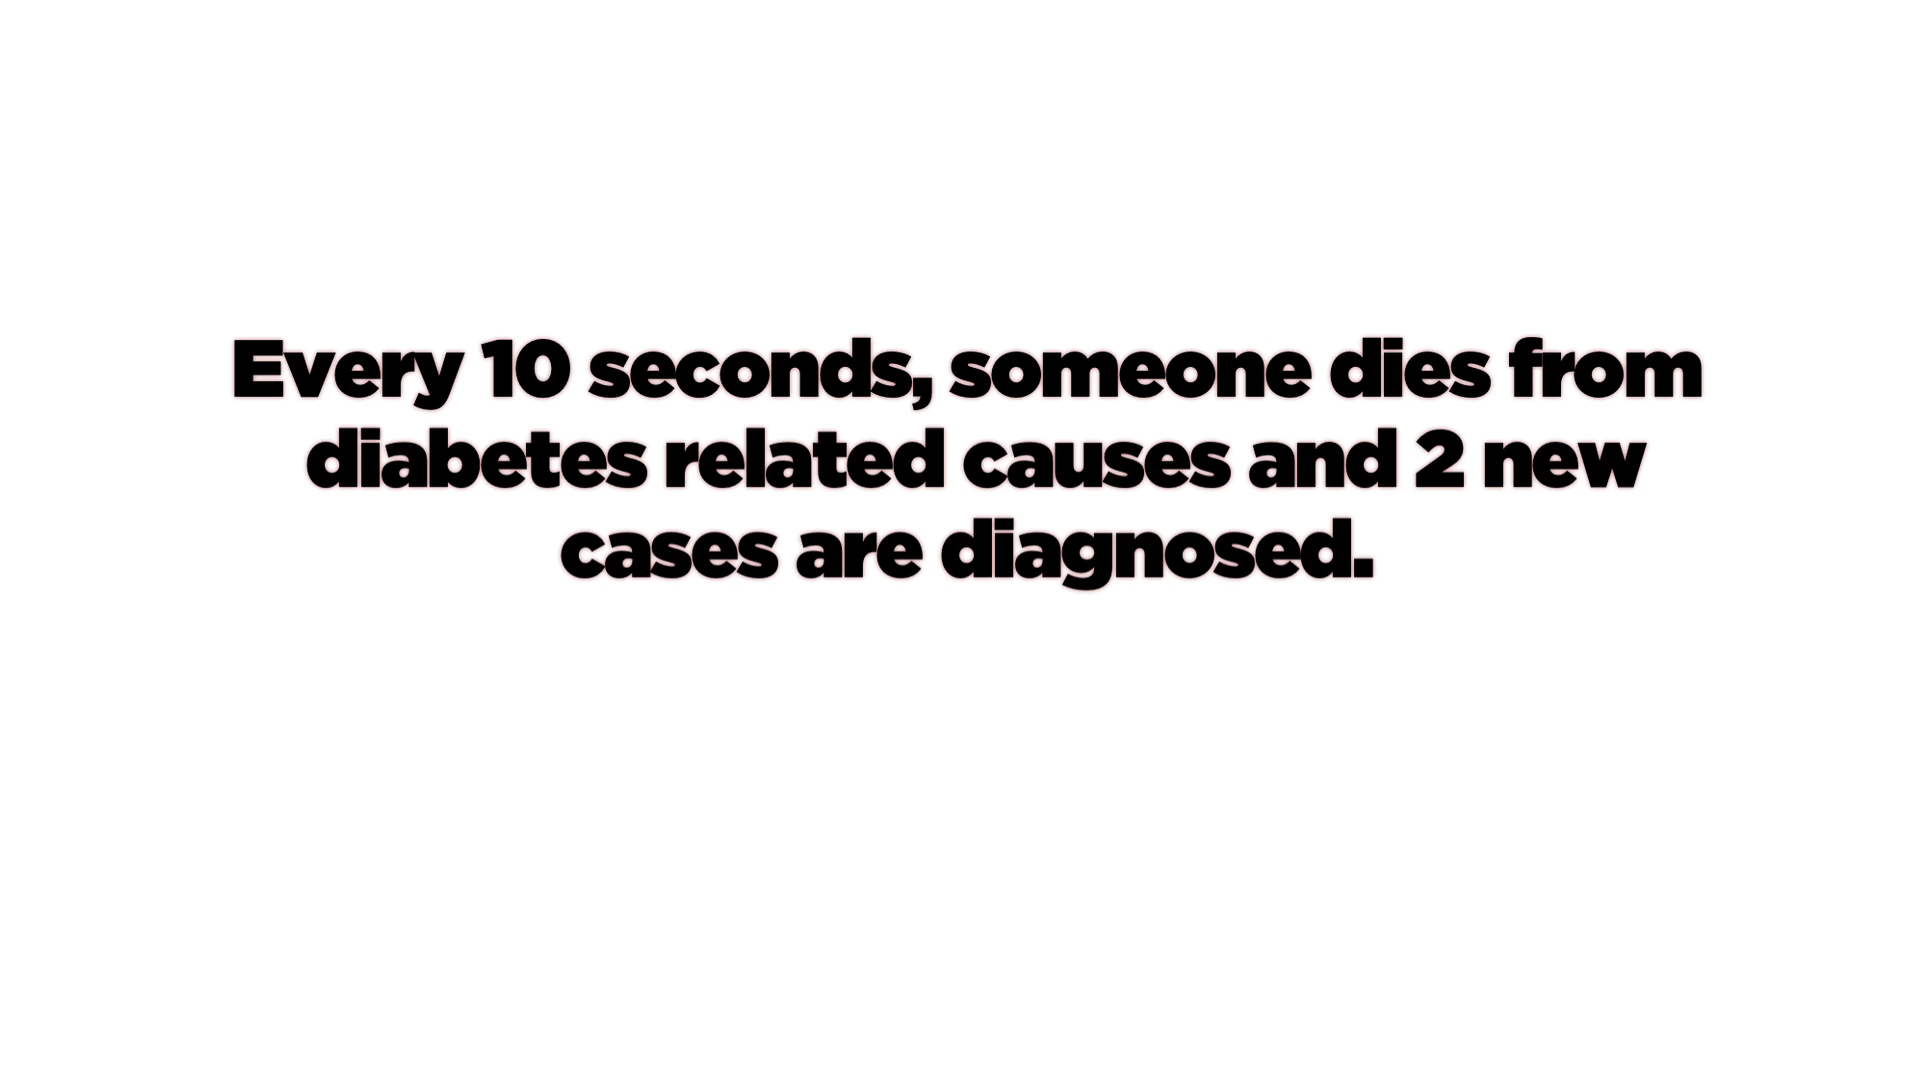 Every 10 seconds, someone dies from
diabetes related causes and 2 new
cases are diagnosed.